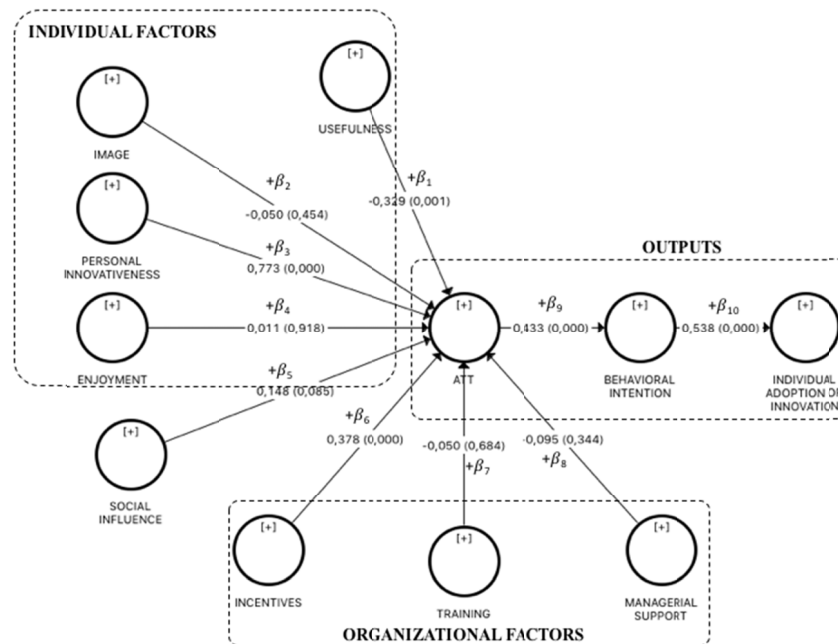 INDIVIDUAL FACTORS
[+]
IMAGE
[+]
USEFULNESS
+β1
-0,329 (0,001)
+β2
-0,050 (0,454)
[+]
PERSONAL
INNOVATIVENESS
+β3
0,773 (0,000)
[+]
ENJOYMENT
+β4
0,011 (0,918)
+β5
0,148 (0,085)
[+]
SOCIAL
INFLUENCE
OUTPUTS
[+]
ATT
+β9
0,433 (0,000)
[+]
BEHAVIORAL
INTENTION
+β10
0,538 (0,000)
[+]
INDIVIDUAL
ADOPTION O
INNOVATION
+β6
0,378 (0,000)
-0,050 (0,684)
+β7
-0,095 (0,344)
+β8
[+]
INCENTIVES
[+]
TRAINING
[+]
MANAGERIAL
SUPPORT
ORGANIZATIONAL FACTORS